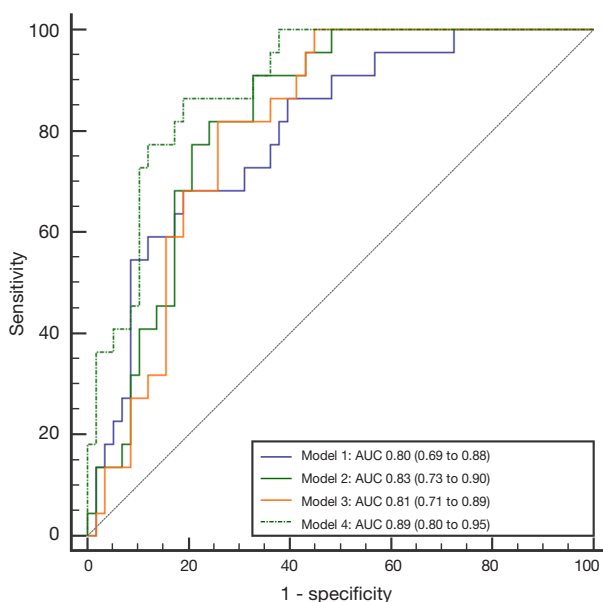 100
80
60
40
20
0
Sensitivity
Model 1: AUC 0.80 (0.69 to 0.88)
Model 2: AUC 0.83 (0.73 to 0.90)
Model 3: AUC 0.81 (0.71 to 0.89)
Model 4: AUC 0.89 (0.80 to 0.95)
0 20 40 60 80 100
1 - specificity